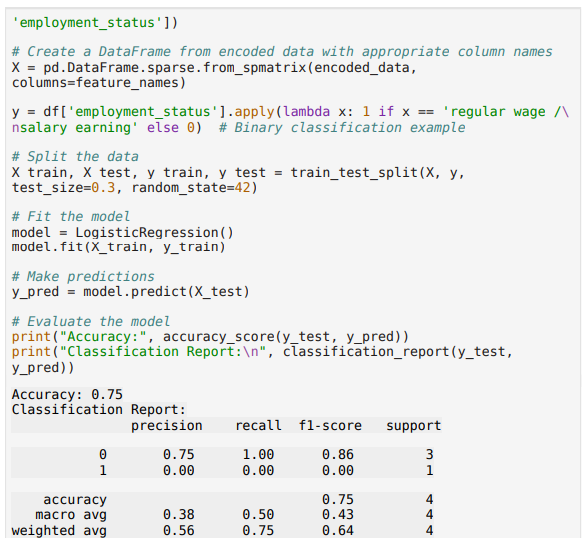 'employment_status'])
# Create a DataFrame from encoded data with appropriate column names
X = pd.DataFrame.sparse.from_spmatrix(encoded_data,
columns=feature_names)
y = df['employment_status'].apply(lambda x: 1 if x == 'regular wage /\
nsalary earning' else 0)  # Binary classification example
# Split the data
X_train, X_test, y_train, y_test = train_test_split(X, y,
test_size=0.3, random_state=42)
# Fit the model
model = LogisticRegression()
model.fit(X_train, y_train)
# Make predictions
y_pred = model.predict(X_test)
# Evaluate the model
print("Accuracy:", accuracy_score(y_test, y_pred))
print("Classification Report:\n", classification_report(y_test,
y_pred))
Accuracy: 0.75
Classification Report:
precision    recall  f1-score   support
0       0.75      1.00      0.86         3
1       0.00      0.00      0.00         1
accuracy                           0.75         4
macro avg       0.38      0.50      0.43         4
weighted avg       0.56      0.75      0.64         4